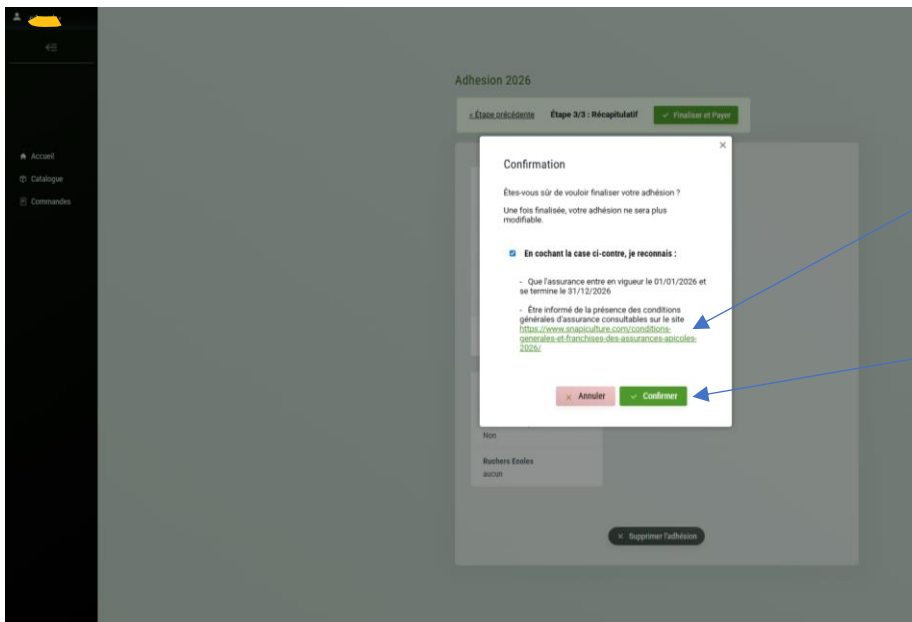 Adhesion 2026
< Étape précédente Étape 3/3 : Récapitulatif ✓ Finaliser et Payer
Accueil
Catalogue
Commandes
×
Confirmation
Êtes-vous sûr de vouloir finaliser votre adhésion ?
Une fois finalisée, votre adhésion ne sera plus
modifiable.
En cochant la case ci-contre, je reconnais :
- Que l'assurance entre en vigueur le 01/01/2026 et
se termine le 31/12/2026
- Être informé de la présence des conditions
générales d'assurance consultables sur le site
https://www.snapiculture.com/conditions-
generales-et-franchises-des-assurances-apicoles-
2026/
× Annuler ✓ Confirmer
Non
Ruchers Ecoles
aucun
× Supprimer l'adhésion